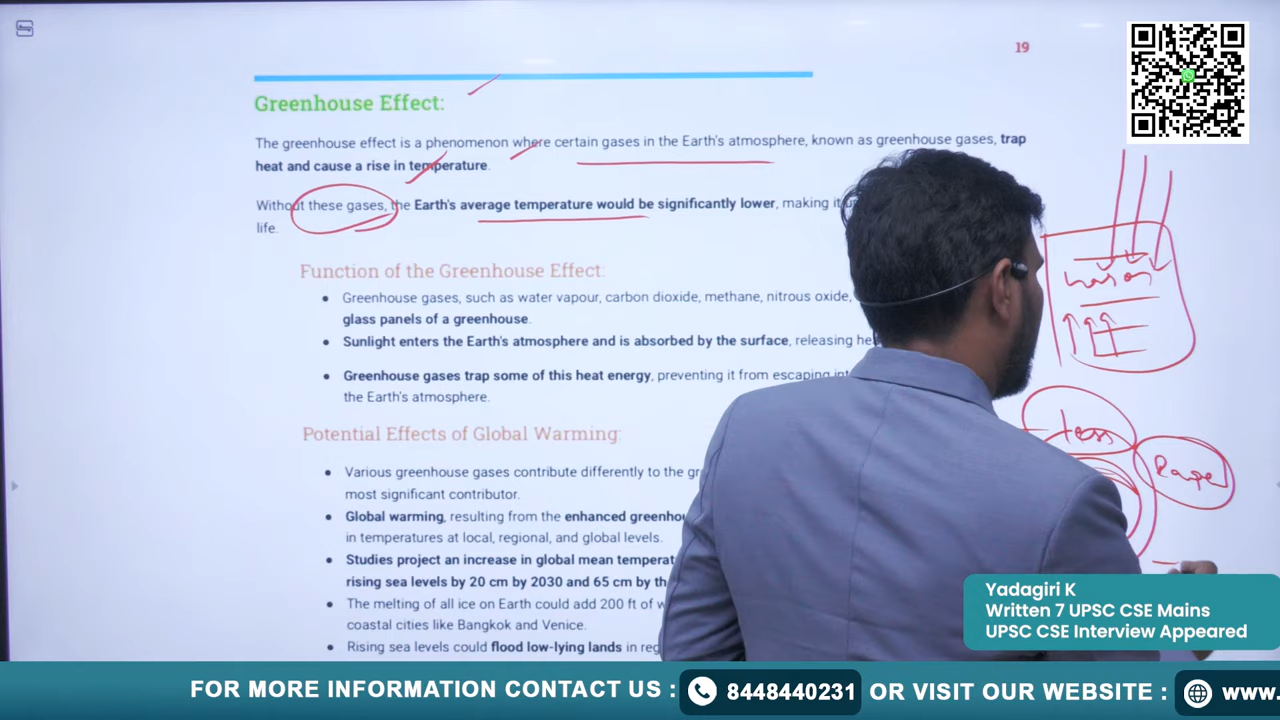 19
Greenhouse Effect:
The greenhouse effect is a phenomenon where certain gases in the Earth's atmosphere, known as greenhouse gases, trap
heat and cause a rise in temperature.
Without these gases, the Earth's average temperature would be significantly lower, making it
life.
Function of the Greenhouse Effect:
Greenhouse gases, such as water vapour, carbon dioxide, methane, nitrous oxide,
glass panels of a greenhouse.
Sunlight enters the Earth's atmosphere and is absorbed by the surface, releasing
Greenhouse gases trap some of this heat energy, preventing it from escaping
the Earth's atmosphere.
Potential Effects of Global Warming:
Various greenhouse gases contribute differently to the
most significant contributor.
Global warming, resulting from the enhanced
in temperatures at local, regional, and global levels.
Studies project an increase in global mean
rising sea levels by 20 cm by 2030 and 65 cm by
The melting of all ice on Earth could add 200 ft of
coastal cities like Bangkok and Venice.
Rising sea levels could flood low-lying lands in
Yadagiri K
Written 7 UPSC CSE Mains
UPSC CSE Interview Appeared
FOR MORE INFORMATION CONTACT US : 8448440231 OR VISIT OUR WEBSITE : www.